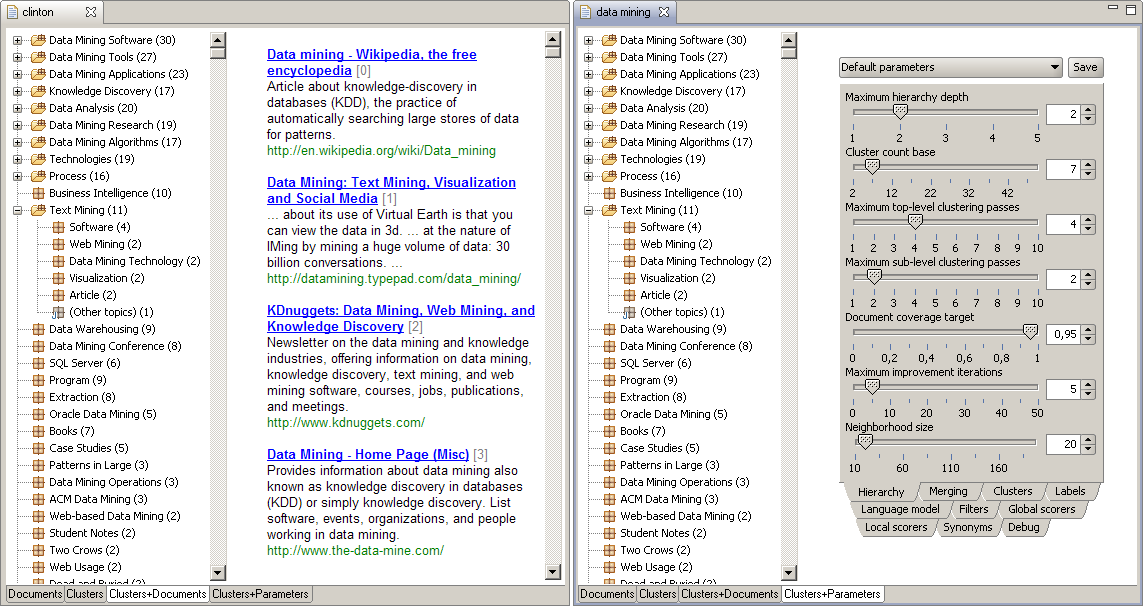 clinton
Data Mining Software (30)
Data Mining Tools (27)
Data Mining Applications (23)
Knowledge Discovery (17)
Data Analysis (20)
Data Mining Research (19)
Data Mining Algorithms (17)
Technologies (19)
Process (16)
Business Intelligence (10)
Text Mining (11)
Software (4)
Web Mining (2)
Data Mining Technology (2)
Visualization (2)
Article (2)
(Other topics) (1)
Data Warehousing (9)
Data Mining Conference (8)
SQL Server (6)
Program (9)
Extraction (8)
Oracle Data Mining (5)
Books (7)
Case Studies (5)
Patterns in Large (3)
Data Mining Operations (3)
ACM Data Mining (3)
Web-based Data Mining (2)
Student Notes (2)
Two Crows (2)
Web Usage (2)
Dead and Buried (2)
Data mining - Wikipedia, the free
encyclopedia [0]
Article about knowledge-discovery in
databases (KDD), the practice of
automatically searching large stores of data
for patterns.
http://en.wikipedia.org/wiki/Data_mining
Data Mining: Text Mining, Visualization
and Social Media [1]
... about its use of Virtual Earth is that you
can view the data in 3d. ... at the nature of
IMing by mining a huge volume of data: 30
billion conversations. ...
http://datamining.typepad.com/data_mining/
KDnuggets: Data Mining, Web Mining, and
Knowledge Discovery [2]
Newsletter on the data mining and knowledge
industries, offering information on data mining,
knowledge discovery, text mining, and web
mining software, courses, jobs, publications,
and meetings.
http://www.kdnuggets.com/
Data Mining - Home Page (Misc) [3]
Provides information about data mining also
known as knowledge discovery in databases
(KDD) or simply knowledge discovery. List
software, events, organizations, and people
working in data mining.
http://www.the-data-mine.com/
Documents Clusters Clusters+Documents Clusters+Parameters
data mining
Data Mining Software (30)
Data Mining Tools (27)
Data Mining Applications (23)
Knowledge Discovery (17)
Data Analysis (20)
Data Mining Research (19)
Data Mining Algorithms (17)
Technologies (19)
Process (16)
Business Intelligence (10)
Text Mining (11)
Software (4)
Web Mining (2)
Data Mining Technology (2)
Visualization (2)
Article (2)
(Other topics) (1)
Data Warehousing (9)
Data Mining Conference (8)
SQL Server (6)
Program (9)
Extraction (8)
Oracle Data Mining (5)
Books (7)
Case Studies (5)
Patterns in Large (3)
Data Mining Operations (3)
ACM Data Mining (3)
Web-based Data Mining (2)
Student Notes (2)
Two Crows (2)
Web Usage (2)
Dead and Buried (2)
Default parameters Save
Maximum hierarchy depth
2
1 2 3 4 5
Cluster count base
7
2 12 22 32 42
Maximum top-level clustering passes
4
1 2 3 4 5 6 7 8 9 10
Maximum sub-level clustering passes
2
1 2 3 4 5 6 7 8 9 10
Document coverage target
0,95
0 0,2 0,4 0,6 0,8 1
Maximum improvement iterations
5
0 10 20 30 40 50
Neighborhood size
20
10 60 110 160
Hierarchy Merging Clusters Labels
Language model Filters Global scorers
Local scorers Synonyms Debug
Documents Clusters Clusters+Documents Clusters+Parameters